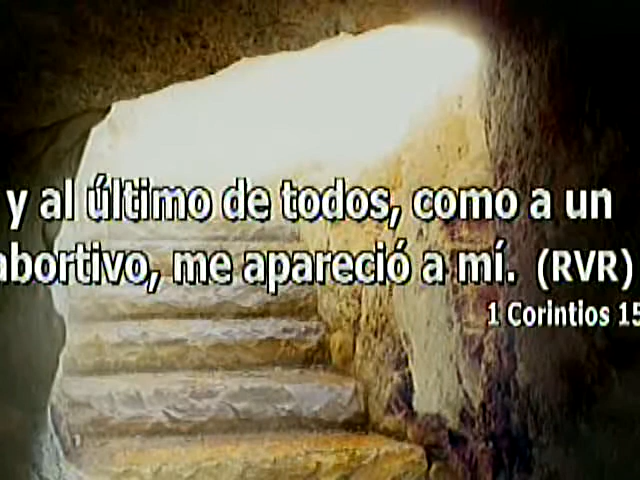 y al último de todos, como a un
abortivo, me apareció a mí. (RVR)
1 Corintios 15